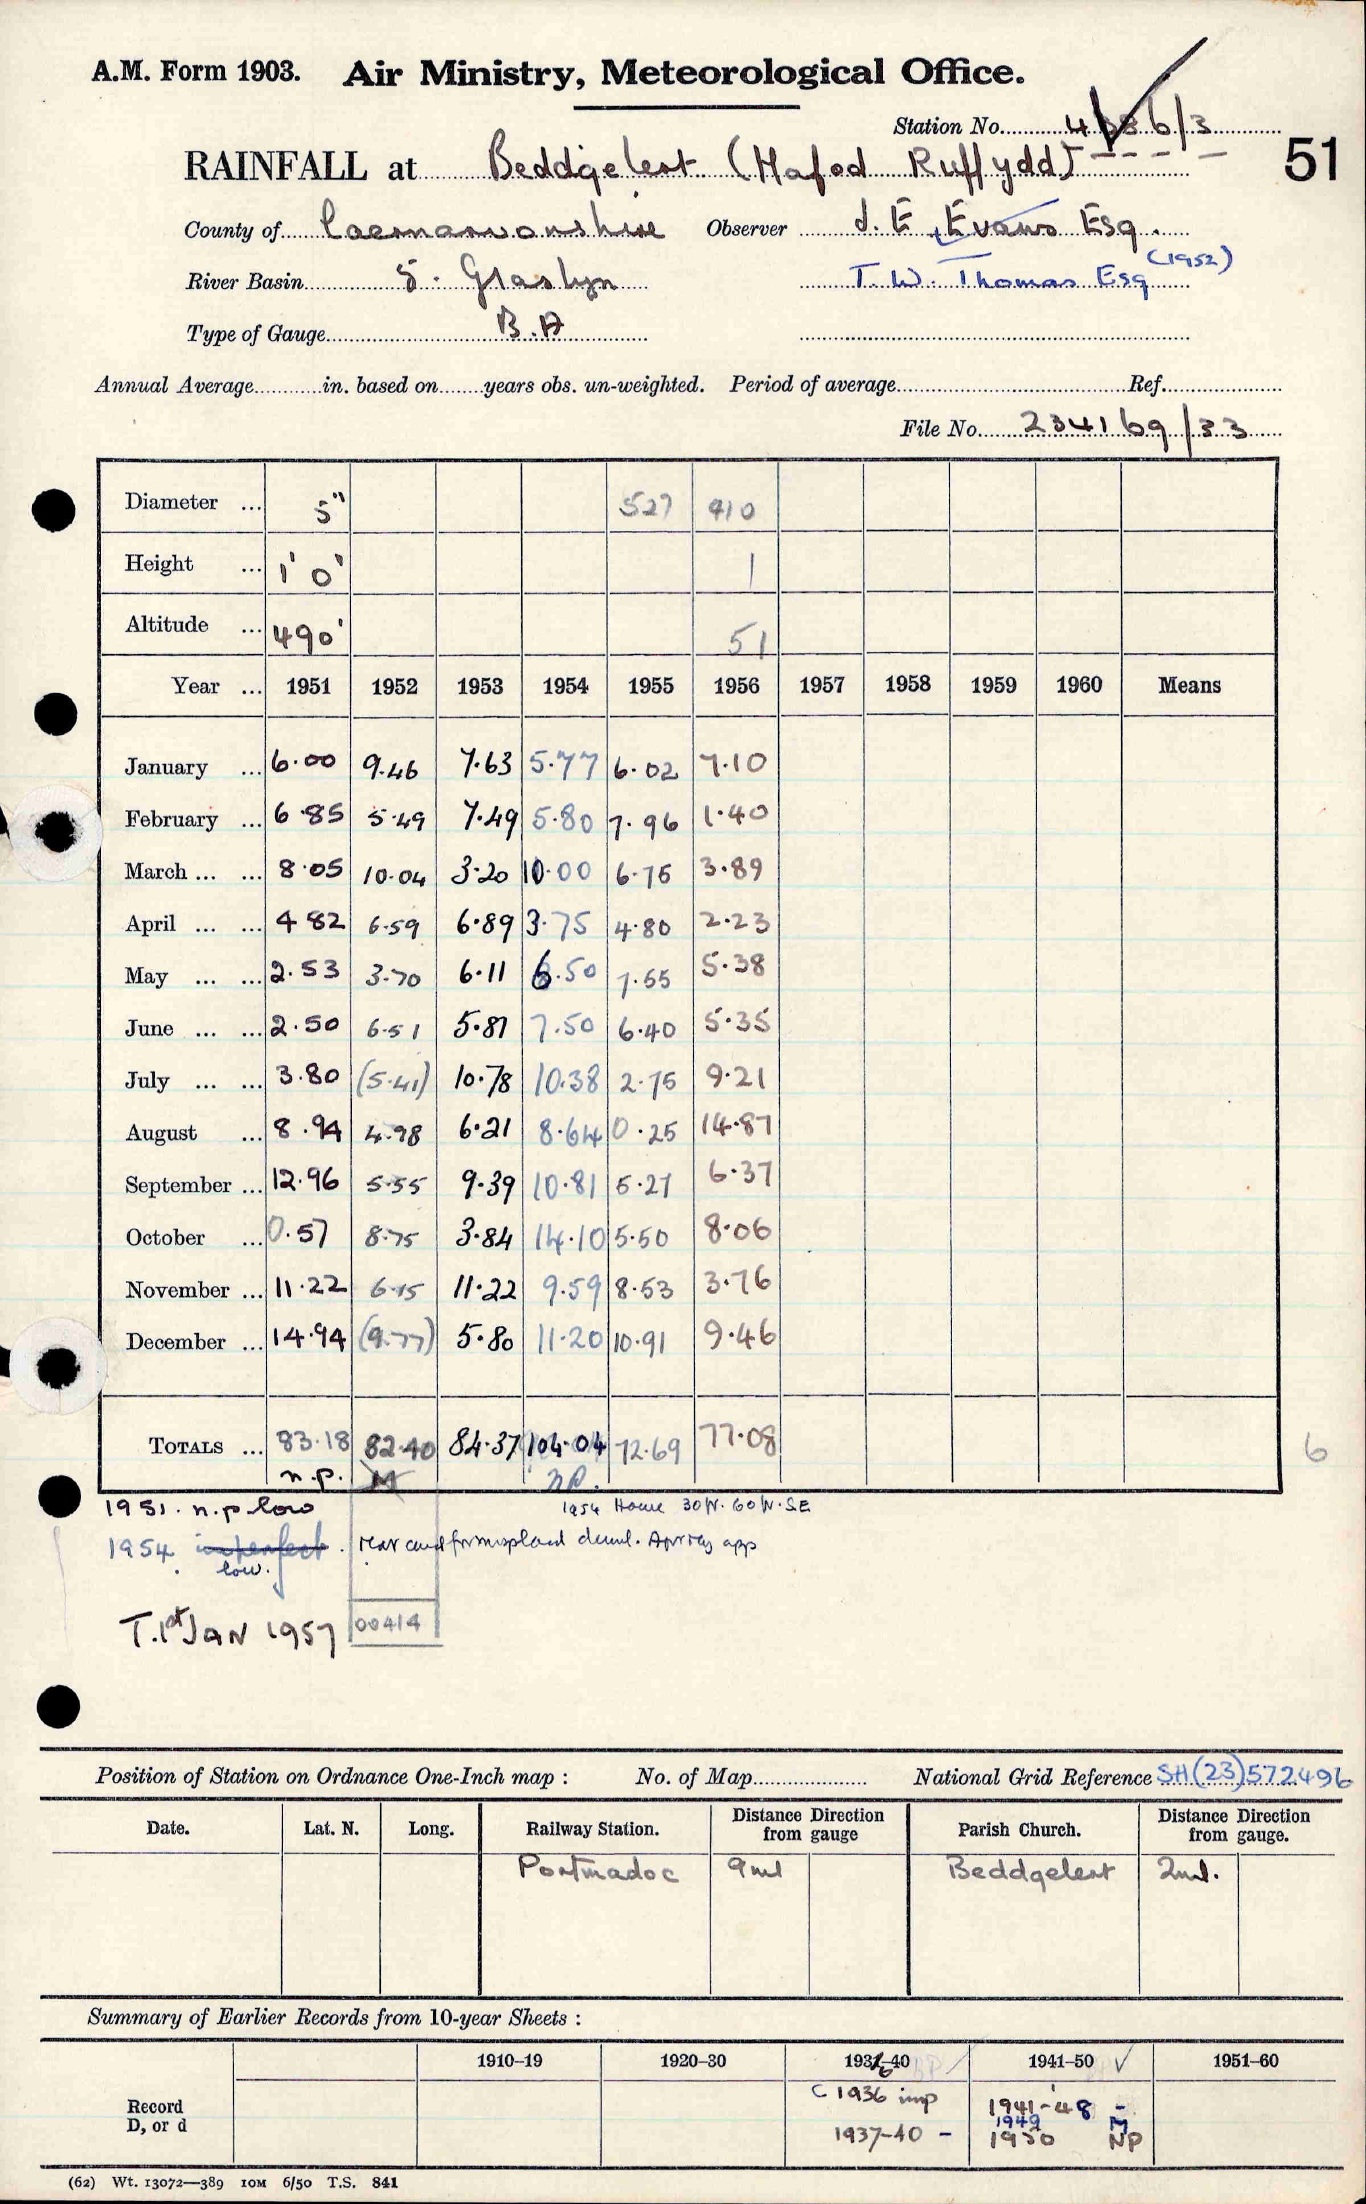 A.M. Form 1903. Air Ministry, Meteorological Office.
Station No. 4386/3
51
RAINFALL at Beddgelert (Hafod Ruffydd)
County of Caernarvonshire Observer J. E. Evans Esq.
River Basin 5. Glaslyn T. W. Thomas Esq (1952)
Type of Gauge B.A
Annual Average in. based on years obs. un-weighted. Period of average Ref.
File No. 234169/33
Diameter ... 5" 527 910
Height ... 1' 0" 1
Altitude ... 490' 51
Year ... 1951 1952 1953 1954 1955 1956 1957 1958 1959 1960 Means
January ... 6.00 9.46 7.63 5.77 6.02 7.10
February ... 6.85 5.49 7.49 5.80 7.96 1.40
March ... ... 8.05 10.04 3.20 10.00 6.75 3.89
April ... ... 4 82 6.59 6.89 3.75 4.80 2.23
May ... ... 2.53 3.70 6.11 6.50 7.55 5.38
June ... ... 2.50 6.51 5.81 7.50 6.40 5.35
July ... ... 3.80 (5.41) 10.78 10.38 2.75 9.21
August ... 8.94 4.98 6.21 8.64 0.25 14.87
September ... 12.96 5.55 9.39 10.81 5.27 6.37
October ... 0.57 8.75 3.84 14.10 5.50 8.06
November ... 11.22 6.15 11.22 9.59 8.53 3.76
December ... 14.94 (9.77) 5.80 11.20 10.91 9.46
TOTALS ... 83.18 82.40 84.37 104.04 72.69 77.08
6
n.p. M n.p.
1951. n.p low 1954 House 30/N. 60/N. SE
1954 imperfect. app
low.
T. 1st JAN 1957 00414
Position of Station on Ordnance One-Inch map : No. of Map National Grid Reference SH(23)572496
Date. Lat. N. Long. Railway Station. Distance Direction from gauge Parish Church. Distance Direction from gauge.
Portmadoc 9ml Beddgelert 2ml.
Summary of Earlier Records from 10-year Sheets :
1910–19 1920–30 1936–40 1941–50 1951–60
Record D, or d
C 1936 imp 1941-48 -
1949 M
1937-40 - 1950 NP
(62) Wt. 13072—389 10M 6/50 T.S. 841